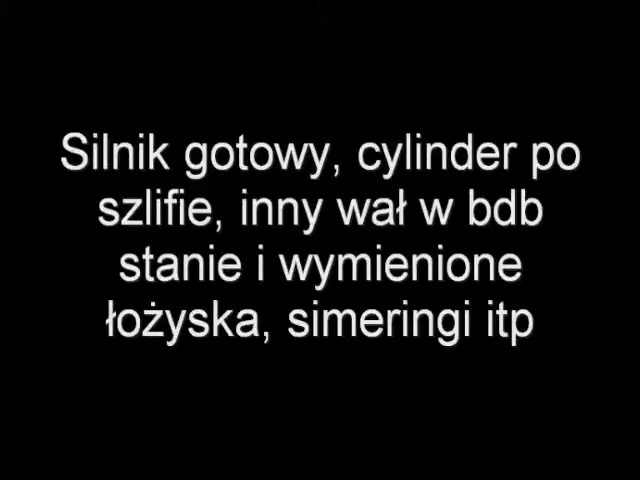 Silnik gotowy, cylinder po
szlifie, inny wał w bdb
stanie i wymienione
łożyska, simeringi itp